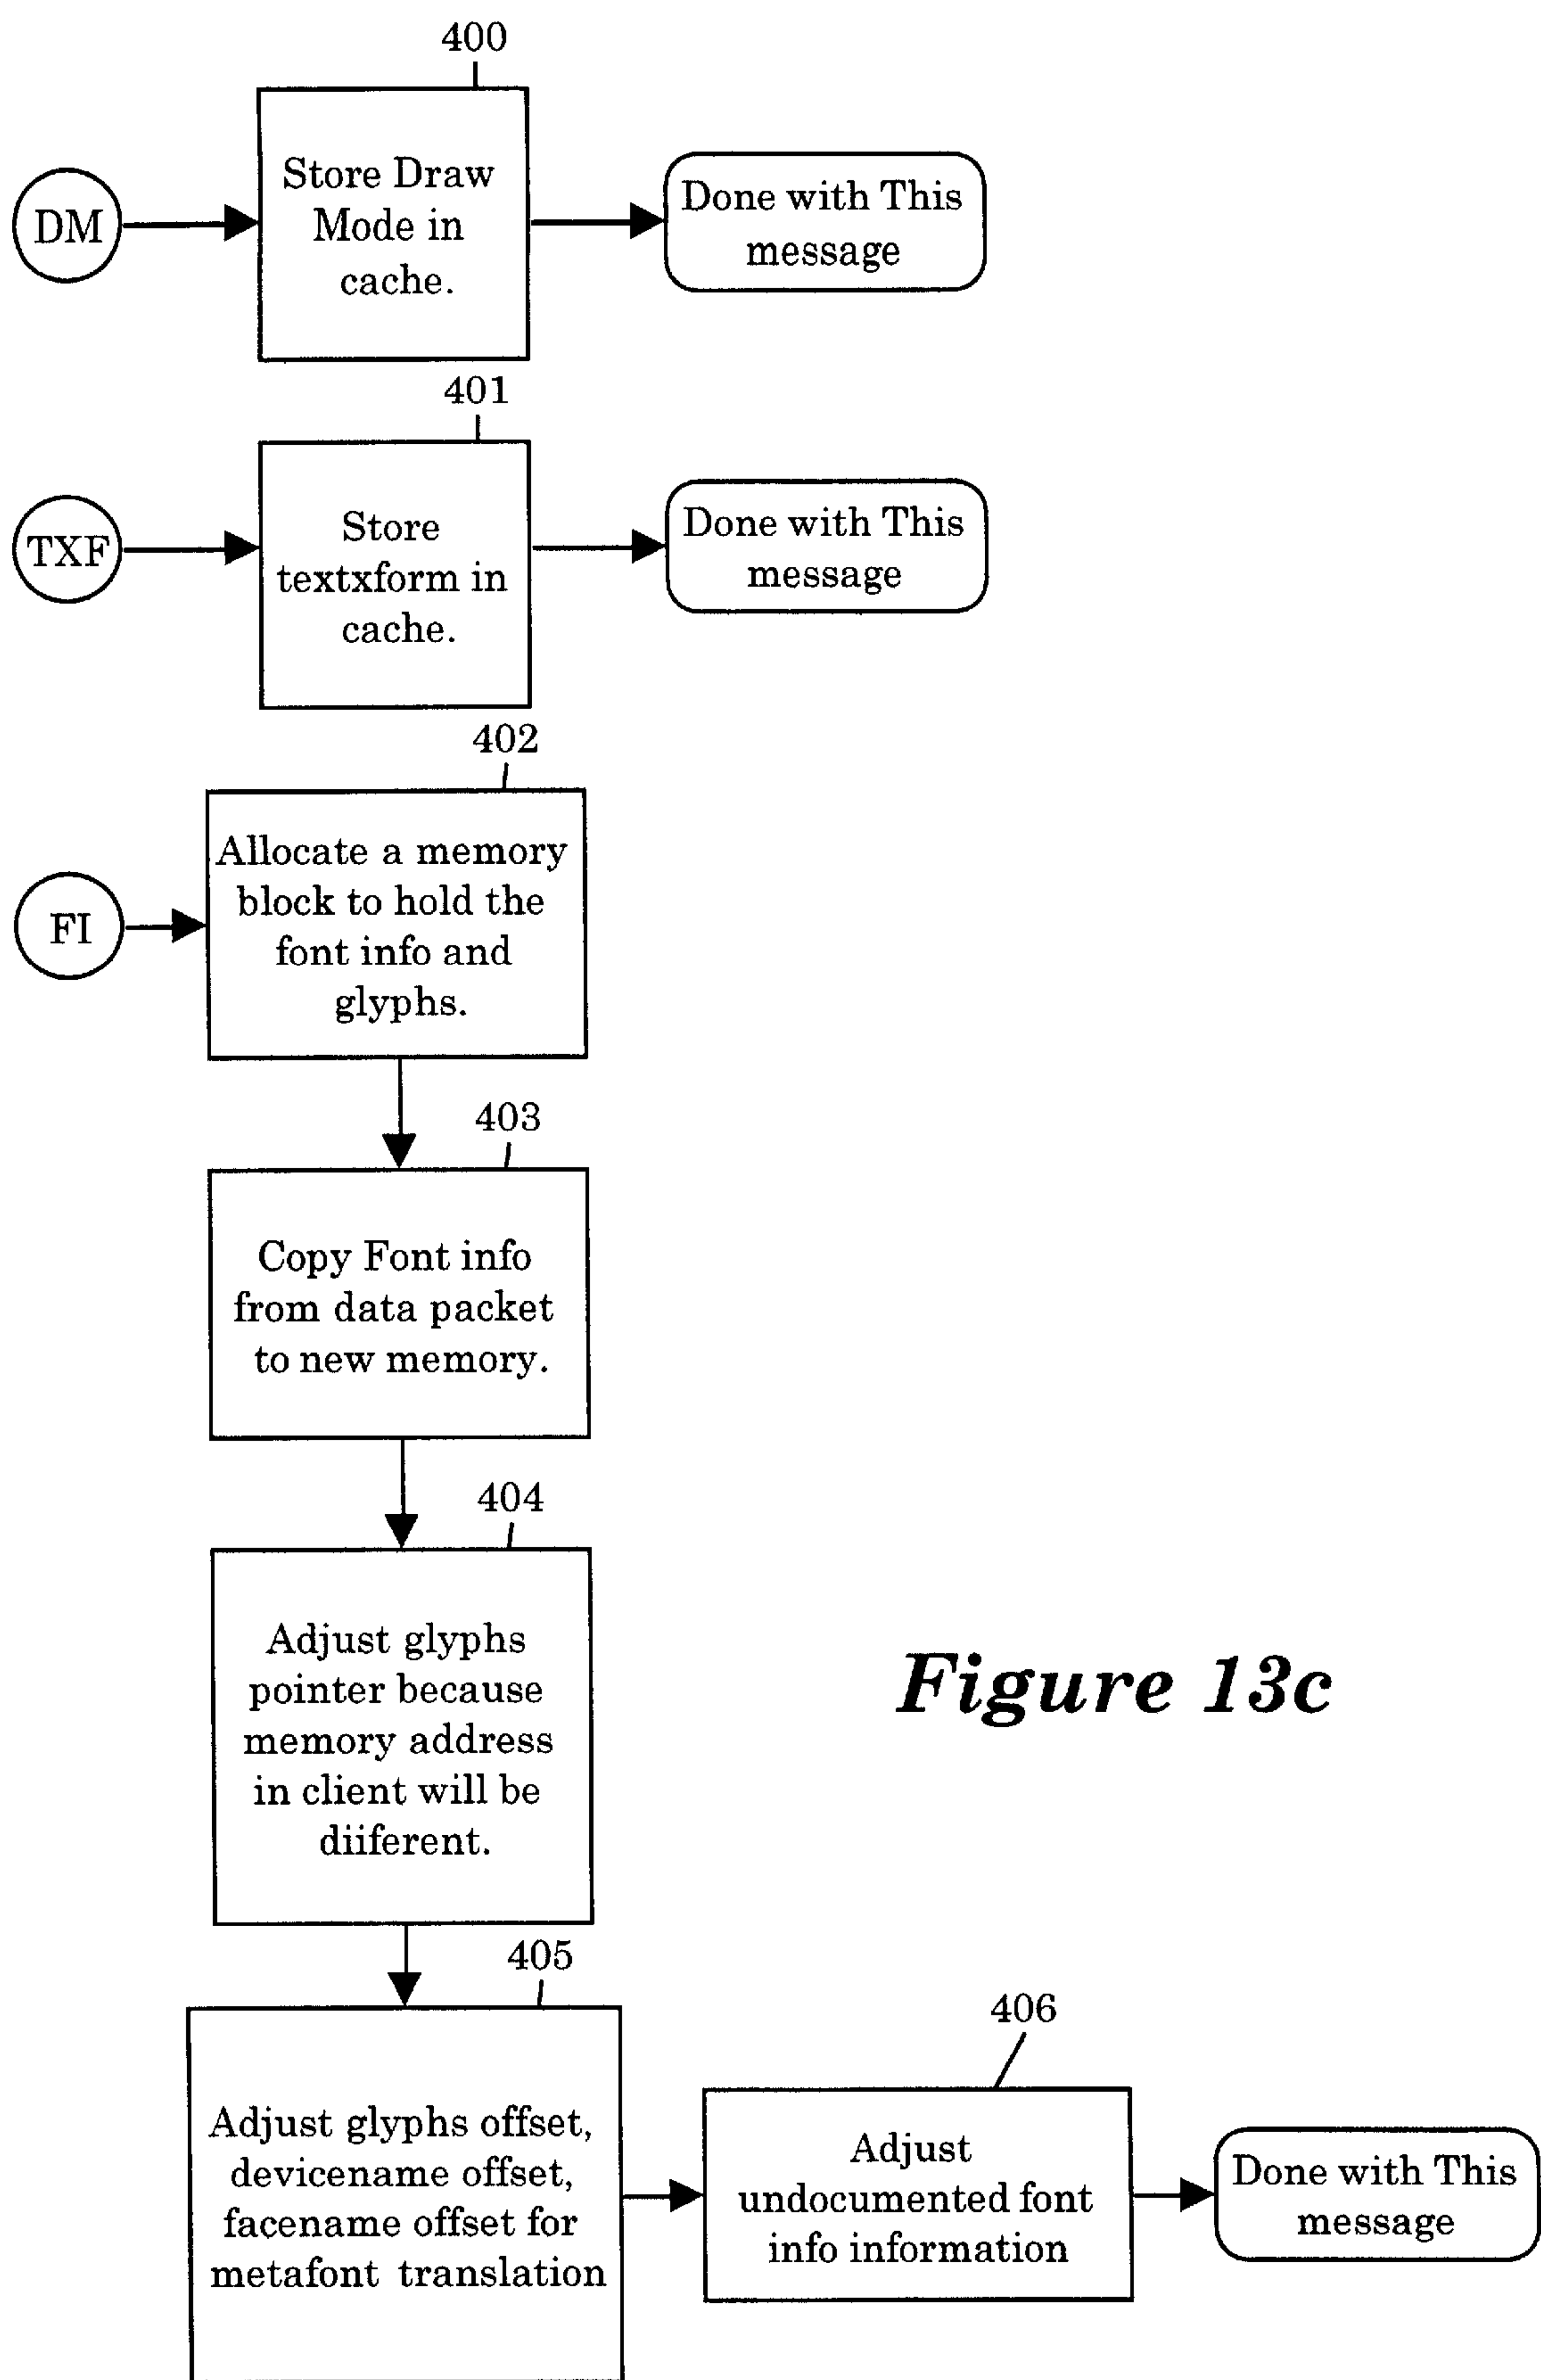 400
DM
Store Draw
Mode in
cache.
Done with This
message
401
TXF
Store
textxform in
cache.
Done with This
message
402
FI
Allocate a memory
block to hold the
font info and
glyphs.
403
Copy Font info
from data packet
to new memory.
404
Adjust glyphs
pointer because
memory address
in client will be
diiferent.
Figure 13c
405
Adjust glyphs offset,
devicename offset,
facename offset for
metafont translation
406
Adjust
undocumented font
info information
Done with This
message